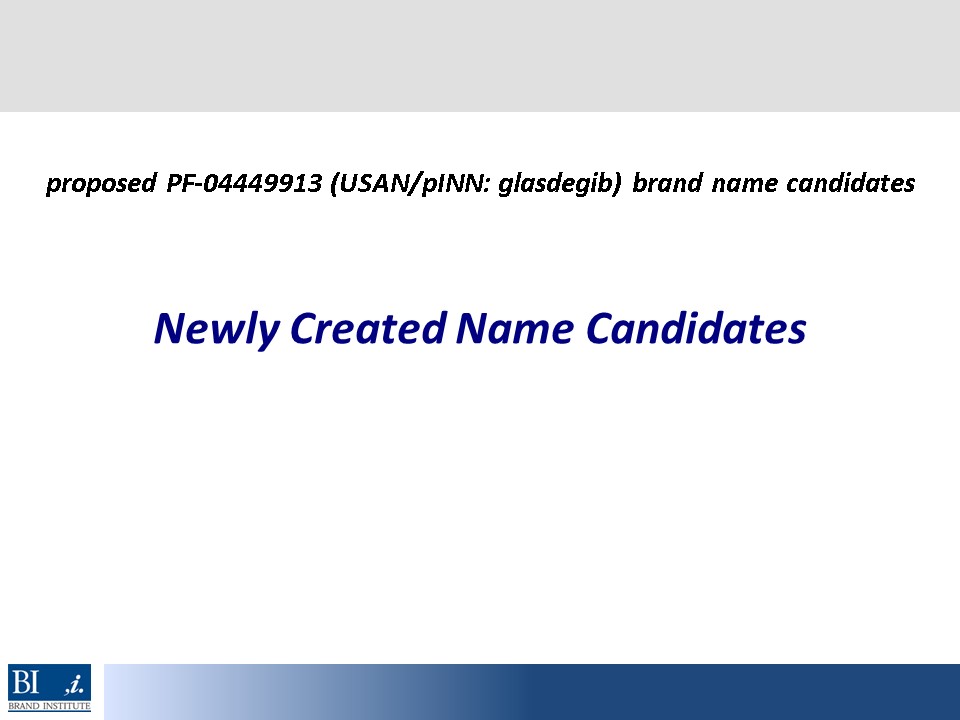 proposed PF-04449913 (USAN/pINN: glasdegib) brand name candidates
Newly Created Name Candidates
BI ,i.
BRAND INSTITUTE